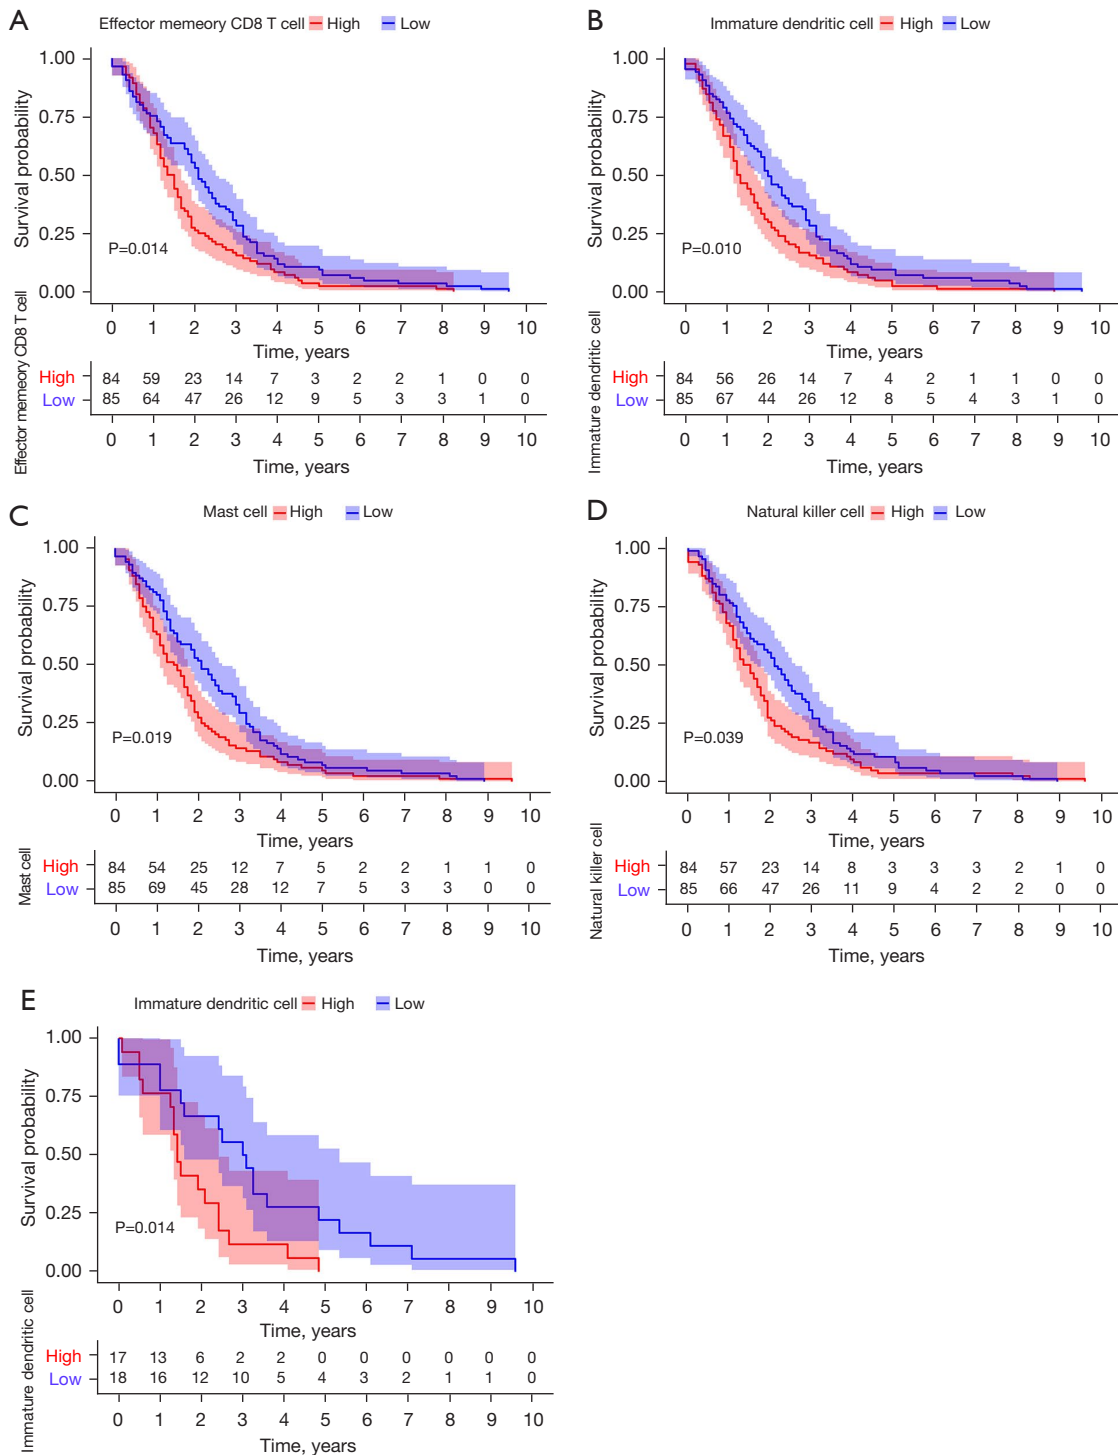 A
Effector memeory CD8 T cell High Low
Survival probability
1.00
0.75
0.50
0.25
0.00
P=0.014
0 1 2 3 4 5 6 7 8 9 10
Time, years
Effector memeory CD8 T cell
High 84 59 23 14 7 3 2 2 1 0 0
Low 85 64 47 26 12 9 5 3 3 1 0
0 1 2 3 4 5 6 7 8 9 10
Time, years
B
Immature dendritic cell High Low
Survival probability
1.00
0.75
0.50
0.25
0.00
P=0.010
0 1 2 3 4 5 6 7 8 9 10
Time, years
Immature dendritic cell
High 84 56 26 14 7 4 2 1 1 0 0
Low 85 67 44 26 12 8 5 4 3 1 0
0 1 2 3 4 5 6 7 8 9 10
Time, years
C
Mast cell High Low
Survival probability
1.00
0.75
0.50
0.25
0.00
P=0.019
0 1 2 3 4 5 6 7 8 9 10
Time, years
Mast cell
High 84 54 25 12 7 5 2 2 1 1 0
Low 85 69 45 28 12 7 5 3 3 0 0
0 1 2 3 4 5 6 7 8 9 10
Time, years
D
Natural killer cell High Low
Survival probability
1.00
0.75
0.50
0.25
0.00
P=0.039
0 1 2 3 4 5 6 7 8 9 10
Time, years
Natural killer cell
High 84 57 23 14 8 3 3 3 2 1 0
Low 85 66 47 26 11 9 4 2 2 0 0
0 1 2 3 4 5 6 7 8 9 10
Time, years
E
Immature dendritic cell High Low
Survival probability
1.00
0.75
0.50
0.25
0.00
P=0.014
0 1 2 3 4 5 6 7 8 9 10
Time, years
Immature dendritic cell
High 17 13 6 2 2 0 0 0 0 0 0
Low 18 16 12 10 5 4 3 2 1 1 0
0 1 2 3 4 5 6 7 8 9 10
Time, years